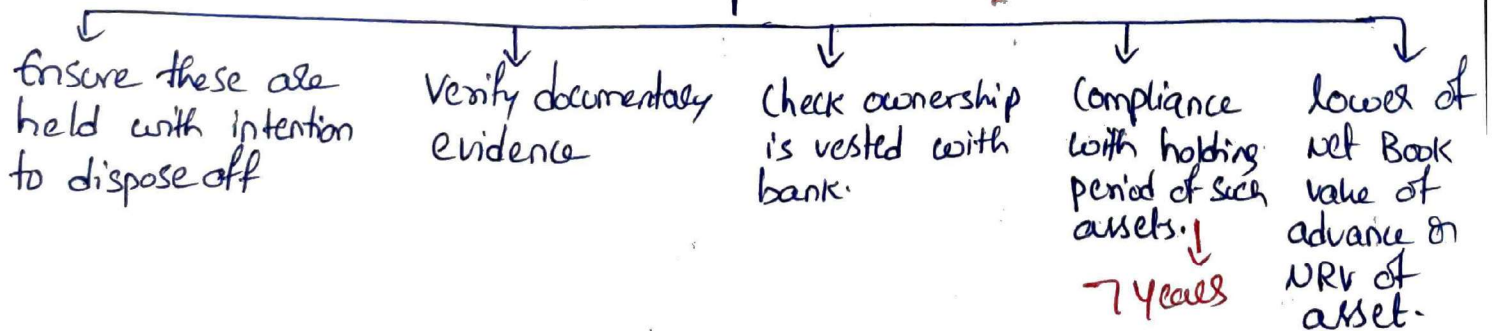 Ensure these are
held with intention
to dispose off
Verify documentary
evidence
Check ownership
is vested with
bank.
Compliance
with holding
period of such
assets.
7 Years
lower of
Net Book
value of
advance or
NRV of
asset.